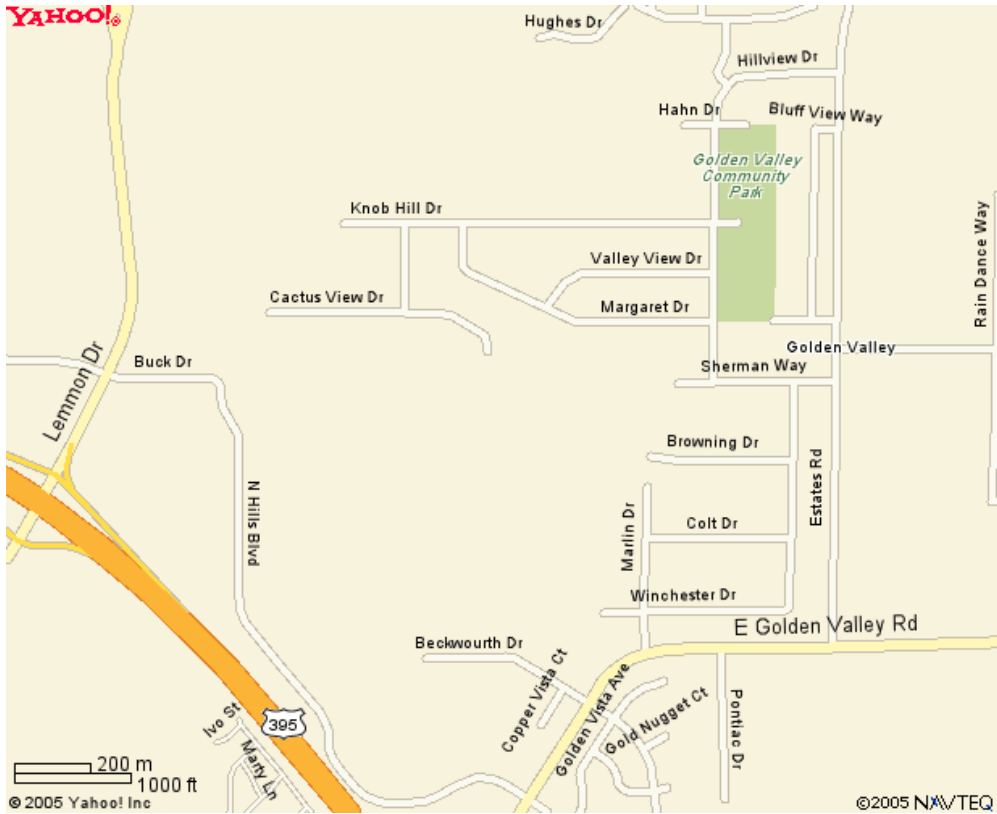 YAHOO!®
Hughes Dr
Hillview Dr
Hahn Dr
Bluff View Way
Golden Valley
Community
Park
Knob Hill Dr
Rain Dance Way
Valley View Dr
Cactus View Dr
Margaret Dr
Golden Valley
Lemmon Dr
Buck Dr
Sherman Way
Browning Dr
Estates Rd
N Hills Blvd
Marlin Dr
Colt Dr
Winchester Dr
E Golden Valley Rd
Beckwourth Dr
Copper Vista Ct
Golden Vista Ave
Gold Nugget Ct
Pontiac Dr
Ivo St
395
Marty Ln
200 m
1000 ft
© 2005 Yahoo! Inc
©2005 NAVTEQ